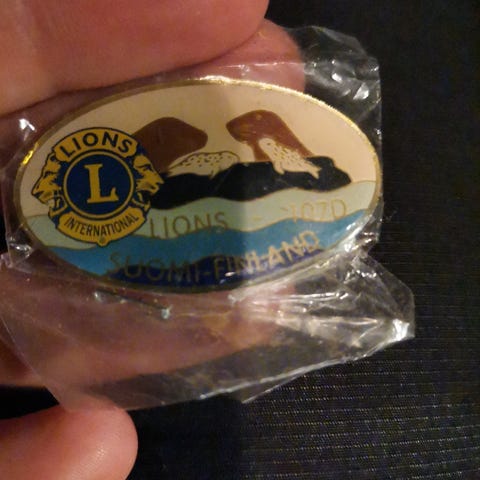 LIONS
L
INTERNATIONAL
®
LIONS - 107D
SUOMI-FINLAND